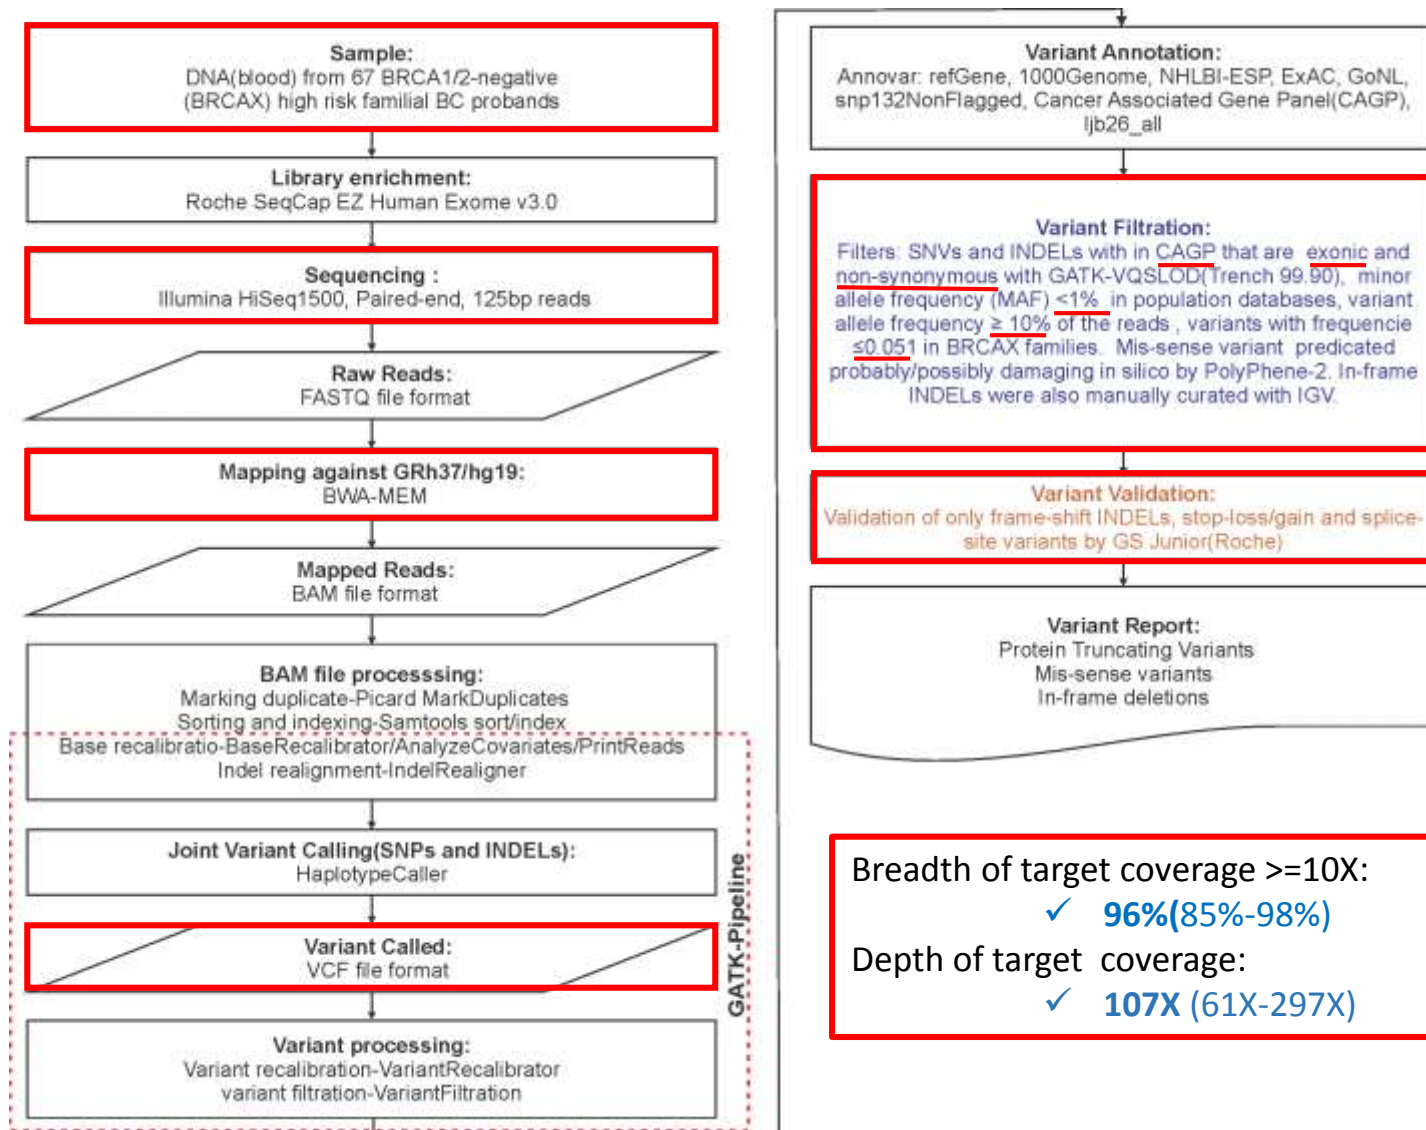 Sample:
DNA(blood) from 67 BRCA1/2-negative
(BRCAX) high risk familial BC probands
Library enrichment:
Roche SeqCap EZ Human Exome v3.0
Sequencing :
Illumina HiSeq1500, Paired-end, 125bp reads
Raw Reads:
FASTQ file format
Mapping against GRh37/hg19:
BWA-MEM
Mapped Reads:
BAM file format
BAM file processsing:
Marking duplicate-Picard MarkDuplicates
Sorting and indexing-Samtools sort/index
Base recalibratio-BaseRecalibrator/AnalyzeCovariates/PrintReads
Indel realignment-IndelRealigner
Joint Variant Calling(SNPs and INDELs):
HaplotypeCaller
Variant Called:
VCF file format
Variant processing:
Variant recalibration-VariantRecalibrator
variant filtration-VariantFiltration
GATK-Pipeline
Variant Annotation:
Annovar: refGene, 1000Genome, NHLBI-ESP, ExAC, GoNL,
snp132NonFlagged, Cancer Associated Gene Panel(CAGP),
ljb26_all
Variant Filtration:
Filters: SNVs and INDELs with in CAGP that are exonic and
non-synonymous with GATK-VQSLOD(Trench 99.90), minor
allele frequency (MAF) <1% in population databases, variant
allele frequency ≥ 10% of the reads , variants with frequencie
≤0.051 in BRCAX families. Mis-sense variant predicated
probably/possibly damaging in silico by PolyPhene-2. In-frame
INDELs were also manually curated with IGV.
Variant Validation:
Validation of only frame-shift INDELs, stop-loss/gain and splice-
site variants by GS Junior(Roche)
Variant Report:
Protein Truncating Variants
Mis-sense variants
In-frame deletions
Breadth of target coverage >=10X:
✓ 96%(85%-98%)
Depth of target coverage:
✓ 107X (61X-297X)